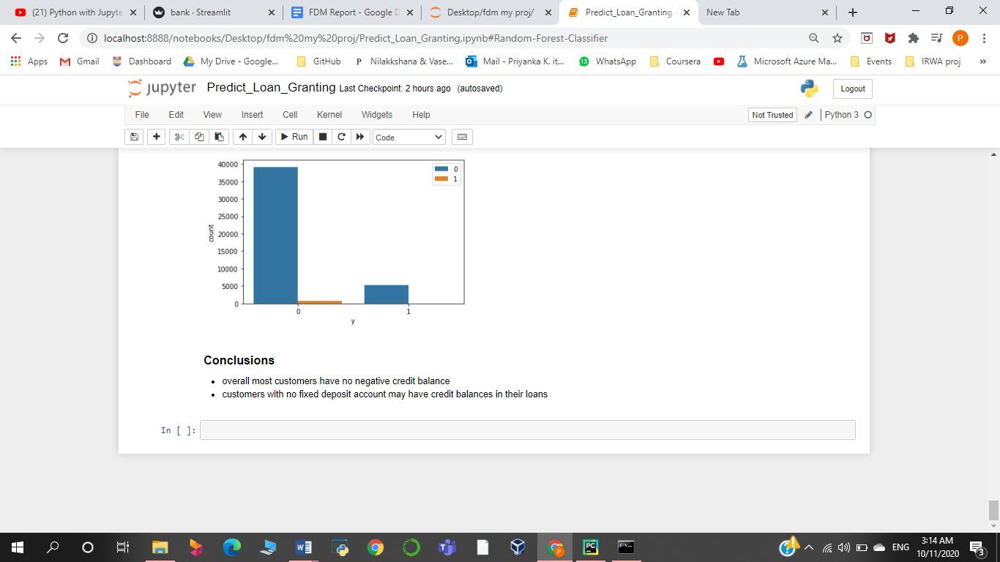 (21) Python with Jupyte
bank · Streamlit
FDM Report - Google D
Desktop/fdm my proj/
Predict_Loan_Granting
New Tab
localhost:8888/notebooks/Desktop/fdm%20my%20proj/Predict_Loan_Granting.ipynb#Random-Forest-Classifier
P
Apps
Gmail
Dashboard
My Drive - Google...
GitHub
P Nilakkshana & Vase...
Mail - Priyanka K. it...
13 WhatsApp
Coursera
Microsoft Azure Ma...
Events
IRWA proj
»
jupyter Predict_Loan_Granting Last Checkpoint: 2 hours ago (autosaved)
Logout
File Edit View Insert Cell Kernel Widgets Help
Not Trusted
Python 3
Run
Code
40000
35000
30000
25000
20000
15000
10000
5000
0
count
0
1
0 1
y
Conclusions
• overall most customers have no negative credit balance
• customers with no fixed deposit account may have credit balances in their loans
In [ ]:
W
P
PC
ENG
3:14 AM
10/11/2020
3